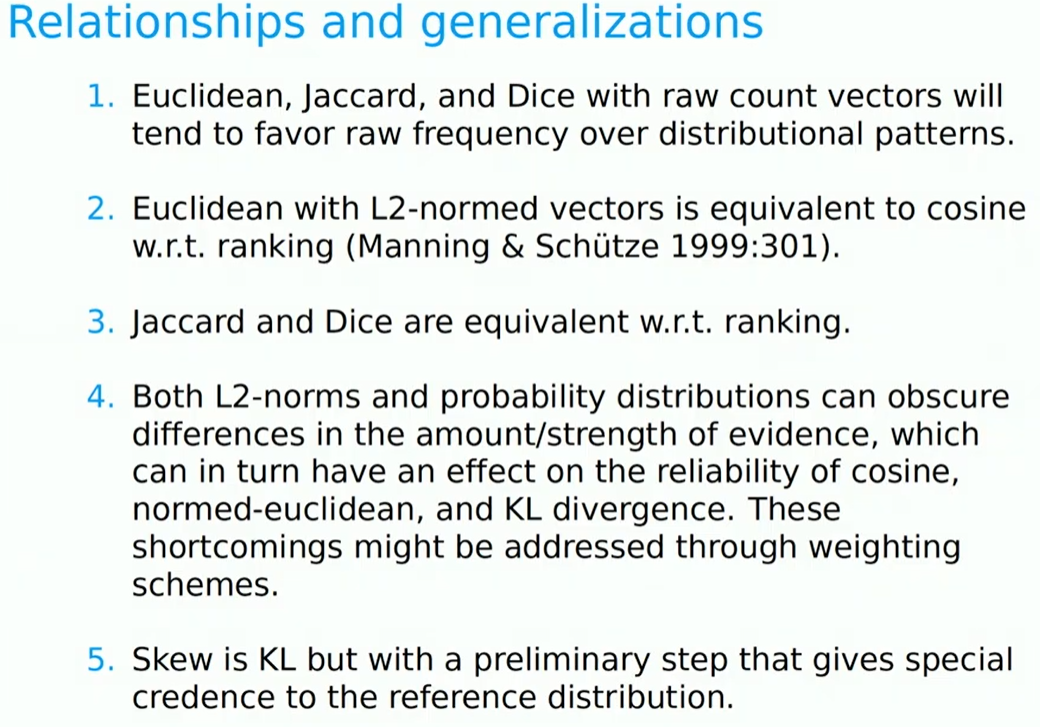 Relationships and generalizations
1. Euclidean, Jaccard, and Dice with raw count vectors will
tend to favor raw frequency over distributional patterns.
2. Euclidean with L2-normed vectors is equivalent to cosine
w.r.t. ranking (Manning & Schütze 1999:301).
3. Jaccard and Dice are equivalent w.r.t. ranking.
4. Both L2-norms and probability distributions can obscure
differences in the amount/strength of evidence, which
can in turn have an effect on the reliability of cosine,
normed-euclidean, and KL divergence. These
shortcomings might be addressed through weighting
schemes.
5. Skew is KL but with a preliminary step that gives special
credence to the reference distribution.